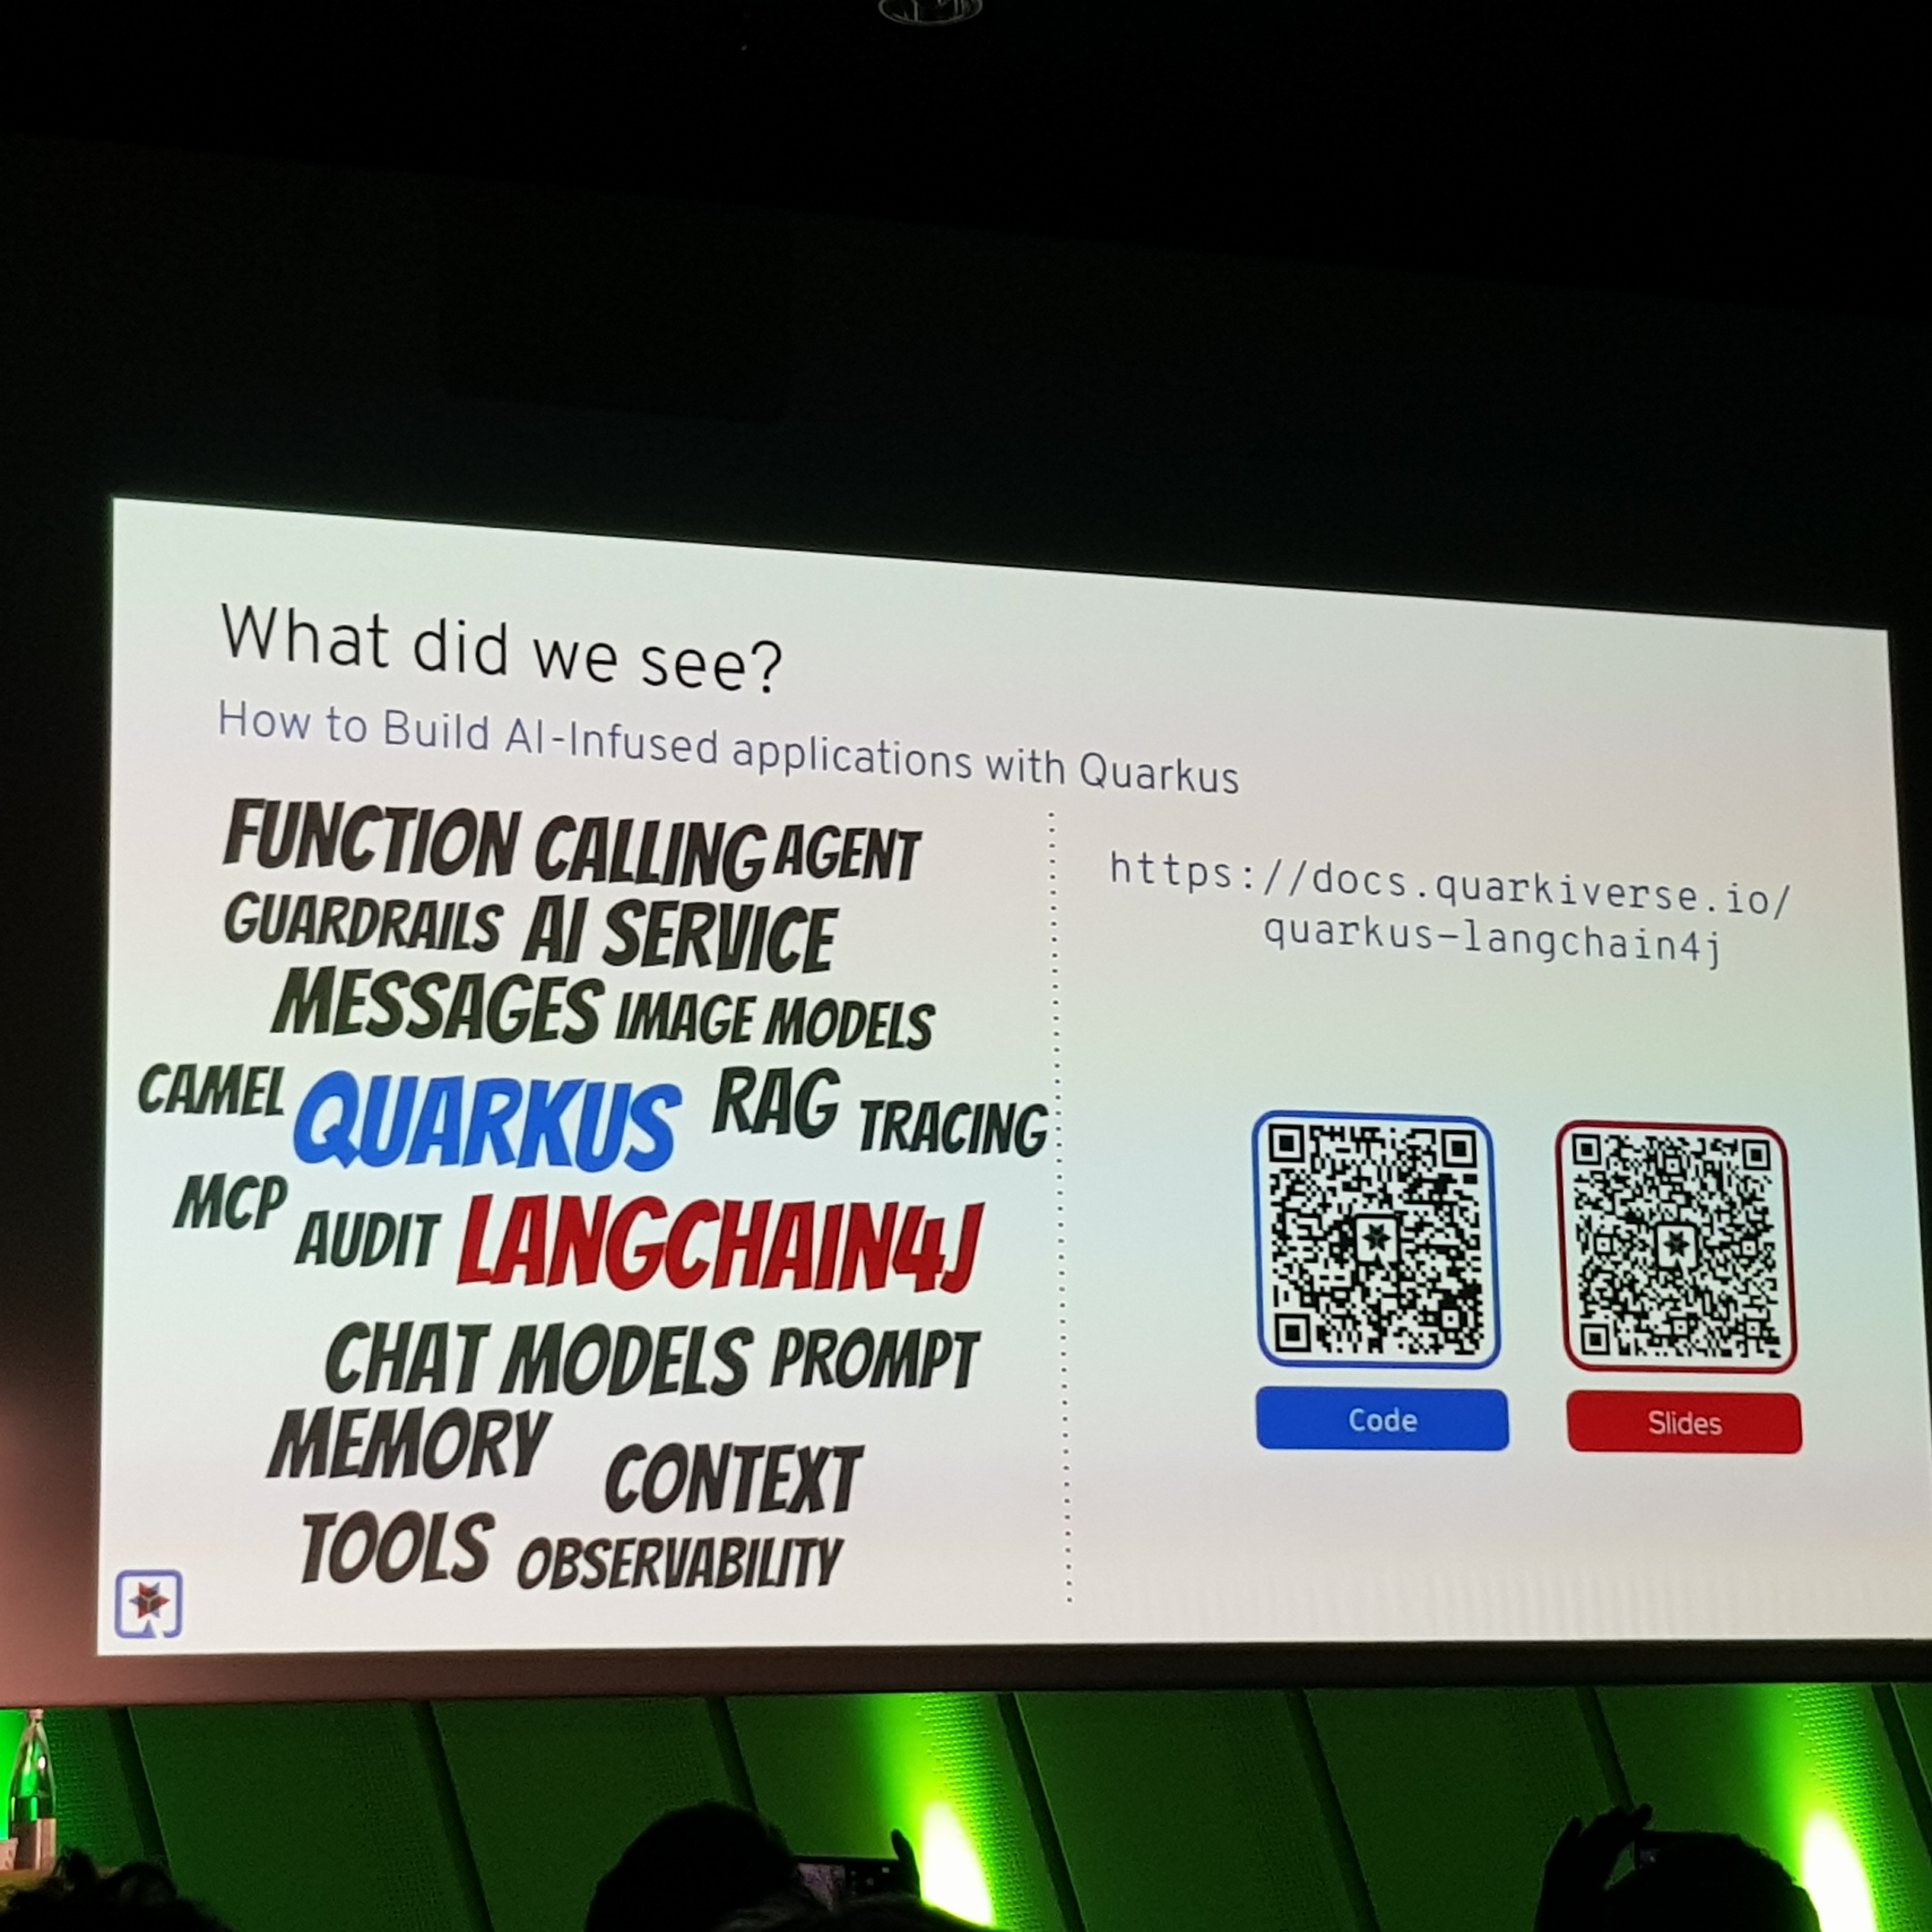 What did we see?
How to Build AI-Infused applications with Quarkus
FUNCTION CALLING AGENT
GUARDRAILS AI SERVICE
MESSAGES IMAGE MODELS
CAMEL QUARKUS RAG TRACING
MCP AUDIT LANGCHAIN4J
CHAT MODELS PROMPT
MEMORY CONTEXT
TOOLS OBSERVABILITY
https://docs.quarkiverse.io/
quarkus-langchain4j
Code
Slides